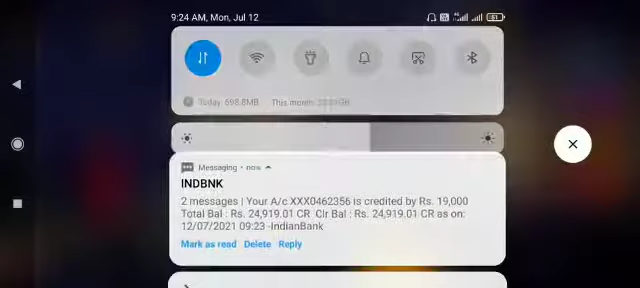 9:24 AM, Mon, Jul 12
Today: 698.8MB This month:
Messaging • now
INDBNK
2 messages | Your A/c XXX0462356 is credited by Rs. 19,000
Total Bal : Rs. 24,919.01 CR Clr Bal : Rs. 24,919.01 CR as on:
12/07/2021 09:23 -IndianBank
Mark as read Delete Reply